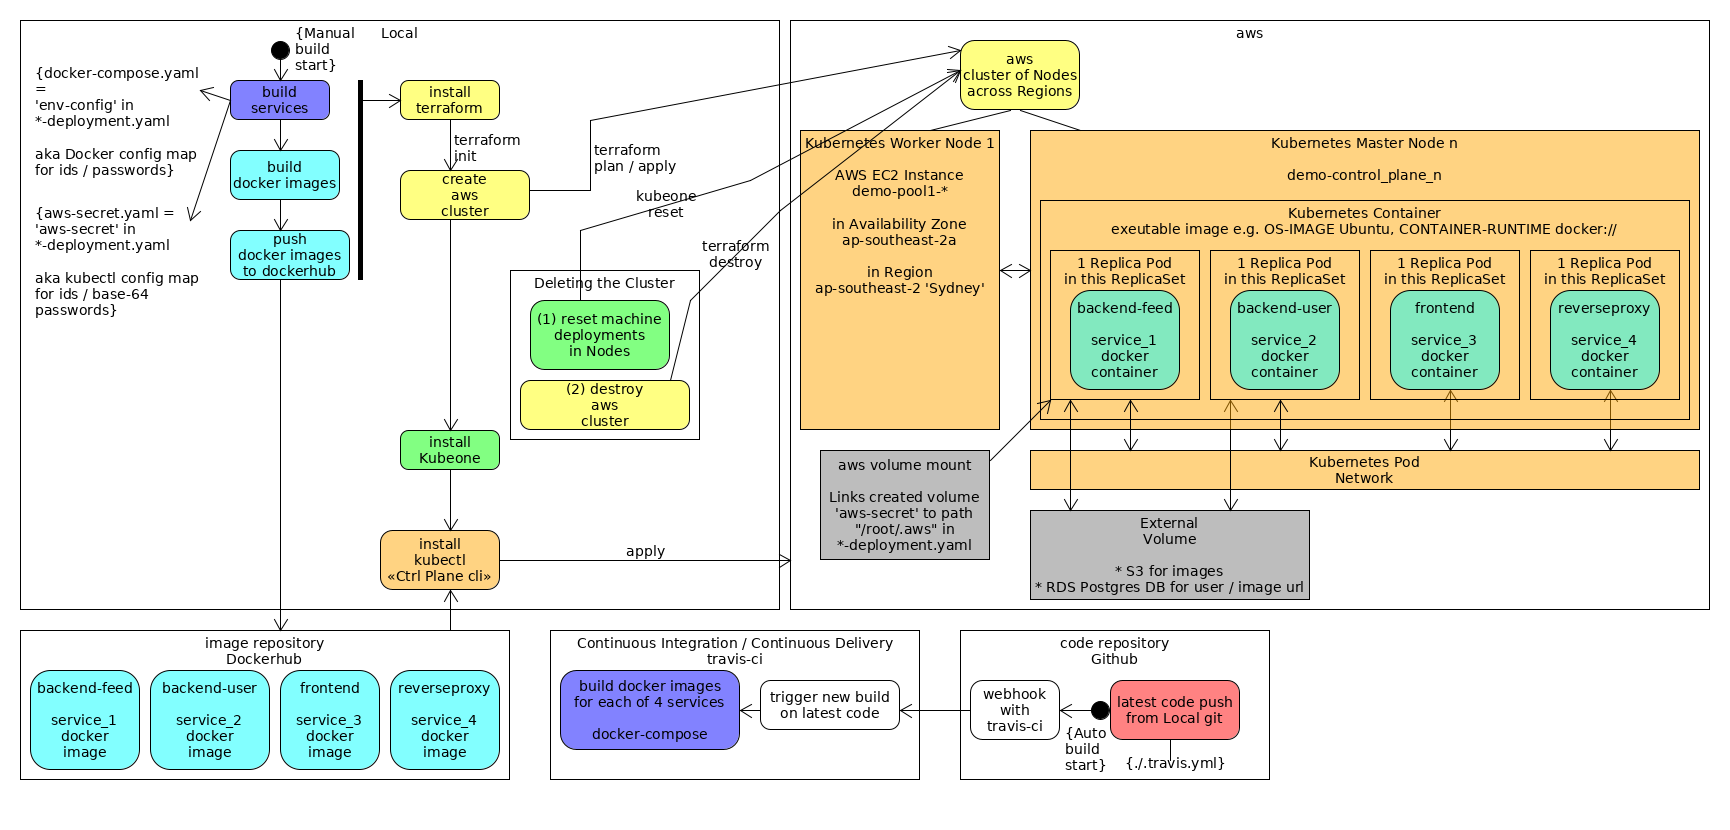 Local
{Manual
build
start}
{docker-compose.yaml
=
'env-config' in
*-deployment.yaml
aka Docker config map
for ids / passwords}
{aws-secret.yaml =
'aws-secret' in
*-deployment.yaml
aka kubectl config map
for ids / base-64
passwords}
build
services
build
docker images
push
docker images
to dockerhub
install
terraform
terraform
init
create
aws
cluster
terraform
plan / apply
kubeone
reset
terraform
destroy
Deleting the Cluster
(1) reset machine
deployments
in Nodes
(2) destroy
aws
cluster
install
Kubeone
install
kubectl
«Ctrl Plane cli»
apply
aws
aws
cluster of Nodes
across Regions
Kubernetes Worker Node 1
AWS EC2 Instance
demo-pool1-*
in Availability Zone
ap-southeast-2a
in Region
ap-southeast-2 'Sydney'
Kubernetes Master Node n
demo-control_plane_n
Kubernetes Container
exeutable image e.g. OS-IMAGE Ubuntu, CONTAINER-RUNTIME docker://
1 Replica Pod
in this ReplicaSet
backend-feed
service_1
docker
container
1 Replica Pod
in this ReplicaSet
backend-user
service_2
docker
container
1 Replica Pod
in this ReplicaSet
frontend
service_3
docker
container
1 Replica Pod
in this ReplicaSet
reverseproxy
service_4
docker
container
aws volume mount
Links created volume
'aws-secret' to path
"/root/.aws" in
*-deployment.yaml
Kubernetes Pod
Network
External
Volume
* S3 for images
* RDS Postgres DB for user / image url
image repository
Dockerhub
backend-feed
service_1
docker
image
backend-user
service_2
docker
image
frontend
service_3
docker
image
reverseproxy
service_4
docker
image
Continuous Integration / Continuous Delivery
travis-ci
build docker images
for each of 4 services
docker-compose
trigger new build
on latest code
code repository
Github
webhook
with
travis-ci
{Auto
build
start}
latest code push
from Local git
{./.travis.yml}